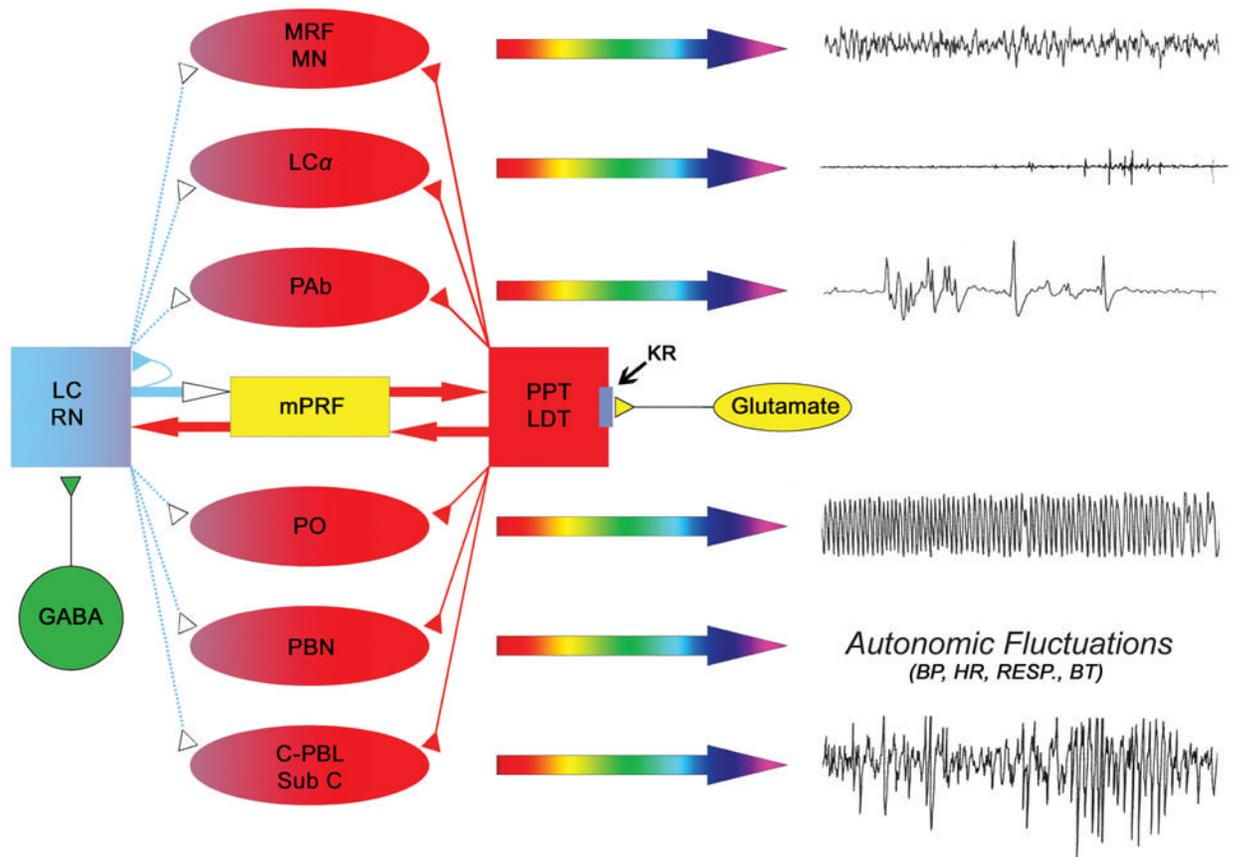 MRF
MN
LCα
PAb
KR
LC
RN
mPRF
PPT
LDT
Glutamate
PO
GABA
PBN
Autonomic Fluctuations
(BP, HR, RESP., BT)
C-PBL
Sub C